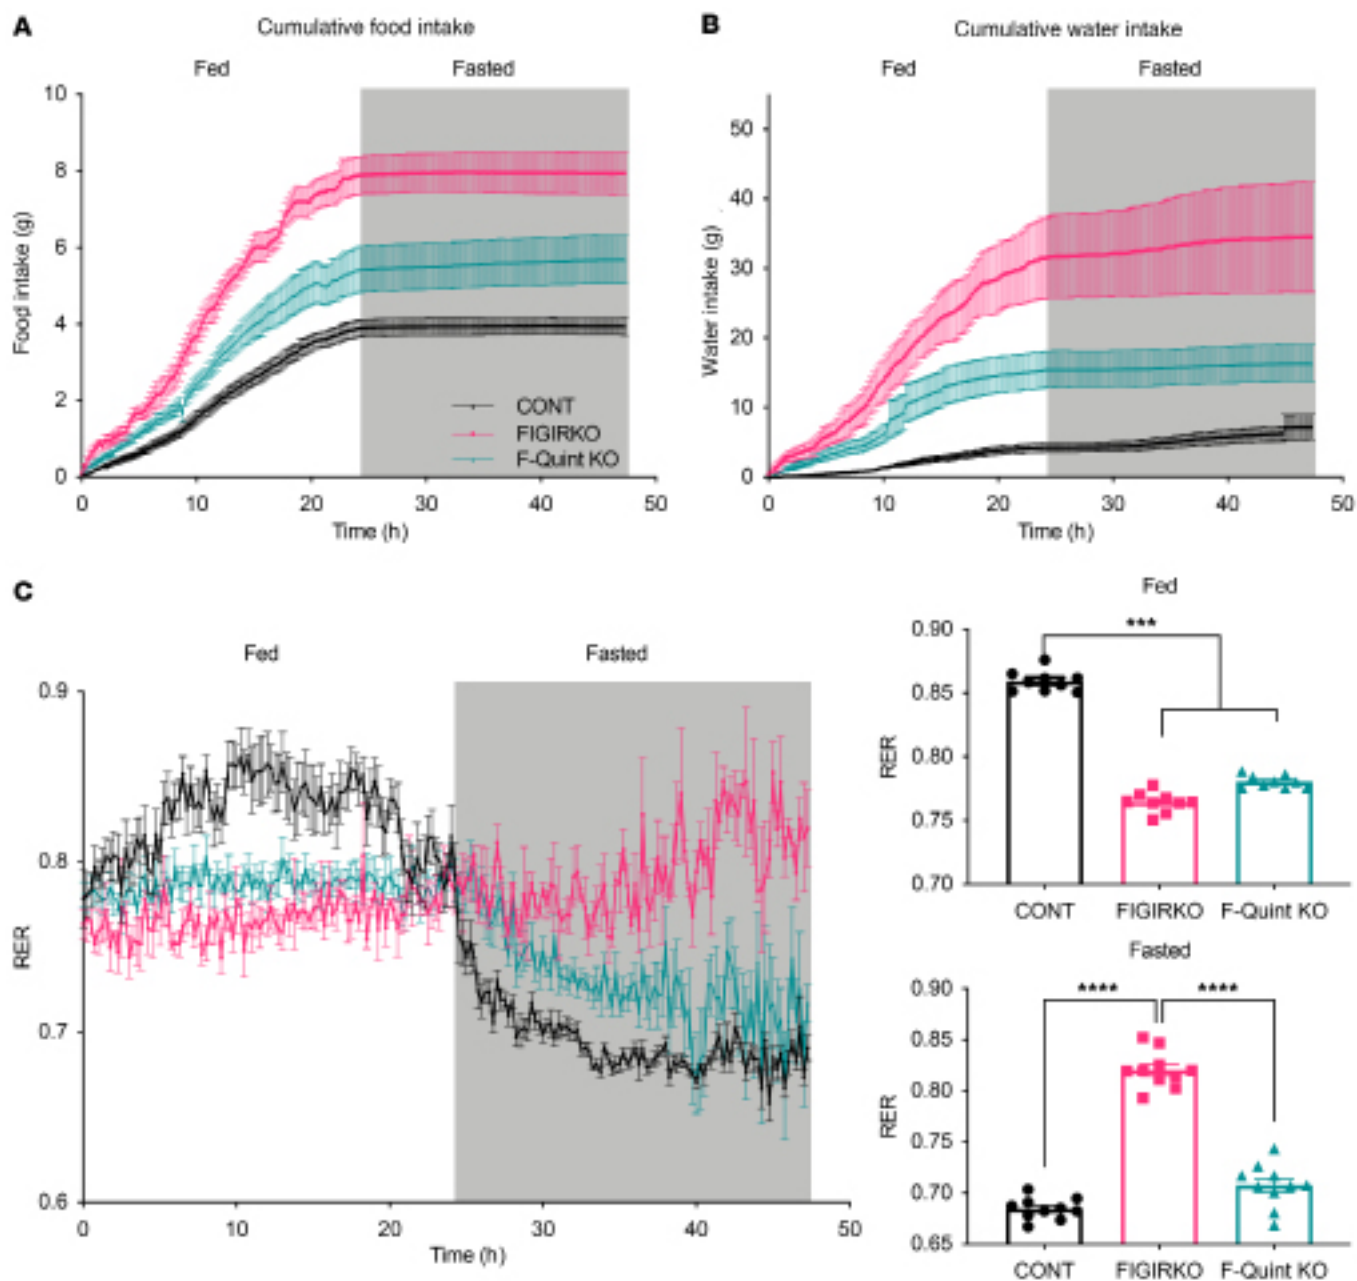 A
Cumulative food intake
Fed
Fasted
Food intake (g)
10
8
6
4
2
0
CONT
FIGIRKO
F-Quint KO
0 10 20 30 40 50
Time (h)
B
Cumulative water intake
Fed
Fasted
Water intake (g)
50
40
30
20
10
0
0 10 20 30 40 50
Time (h)
C
Fed
Fasted
RER
0.9
0.8
0.7
0.6
0 10 20 30 40 50
Time (h)
Fed
***
RER
0.90
0.85
0.80
0.75
0.70
CONT FIGIRKO F-Quint KO
Fasted
**** ****
RER
0.90
0.85
0.80
0.75
0.70
0.65
CONT FIGIRKO F-Quint KO